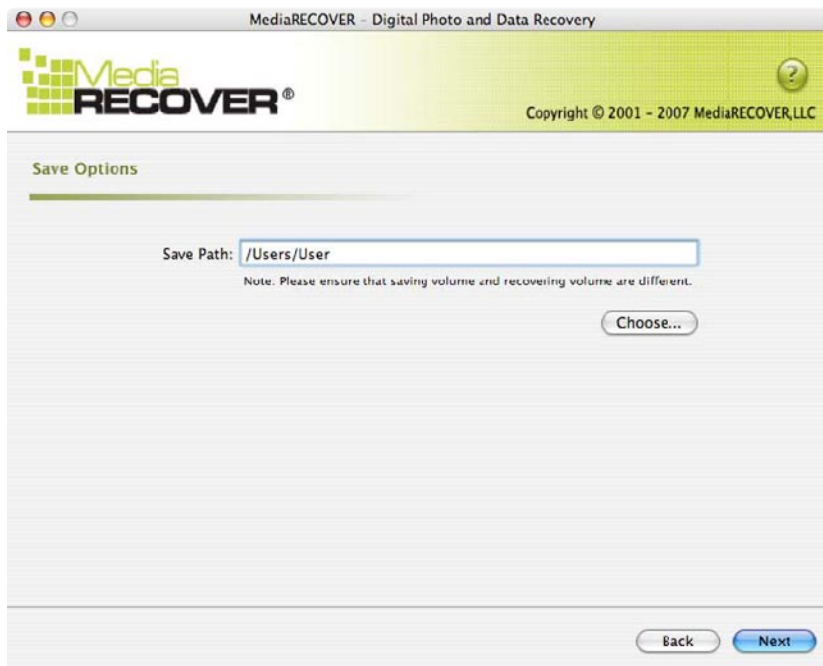 MediaRECOVER - Digital Photo and Data Recovery
Media
RECOVER®
?
Copyright © 2001 - 2007 MediaRECOVER,LLC
Save Options
Save Path: /Users/User
Note: Please ensure that saving volume and recovering volume are different.
Choose...
Back
Next